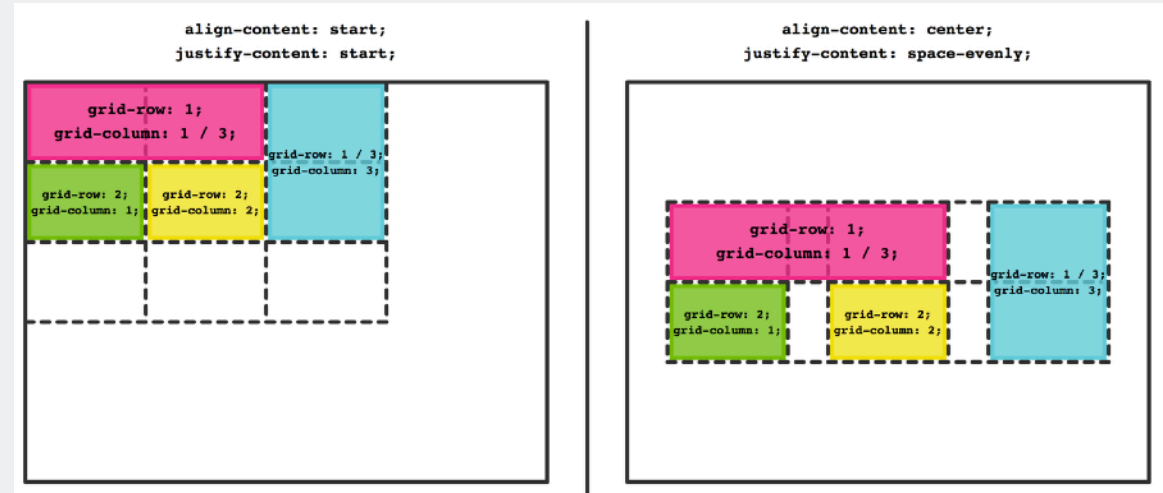 align-content: start;
justify-content: start;
grid-row: 1;
grid-column: 1 / 3;
grid-row: 1 / 3;
grid-column: 3;
grid-row: 2;
grid-column: 1;
grid-row: 2;
grid-column: 2;
align-content: center;
justify-content: space-evenly;
grid-row: 1;
grid-column: 1 / 3;
grid-row: 1 / 3;
grid-column: 3;
grid-row: 2;
grid-column: 1;
grid-row: 2;
grid-column: 2;